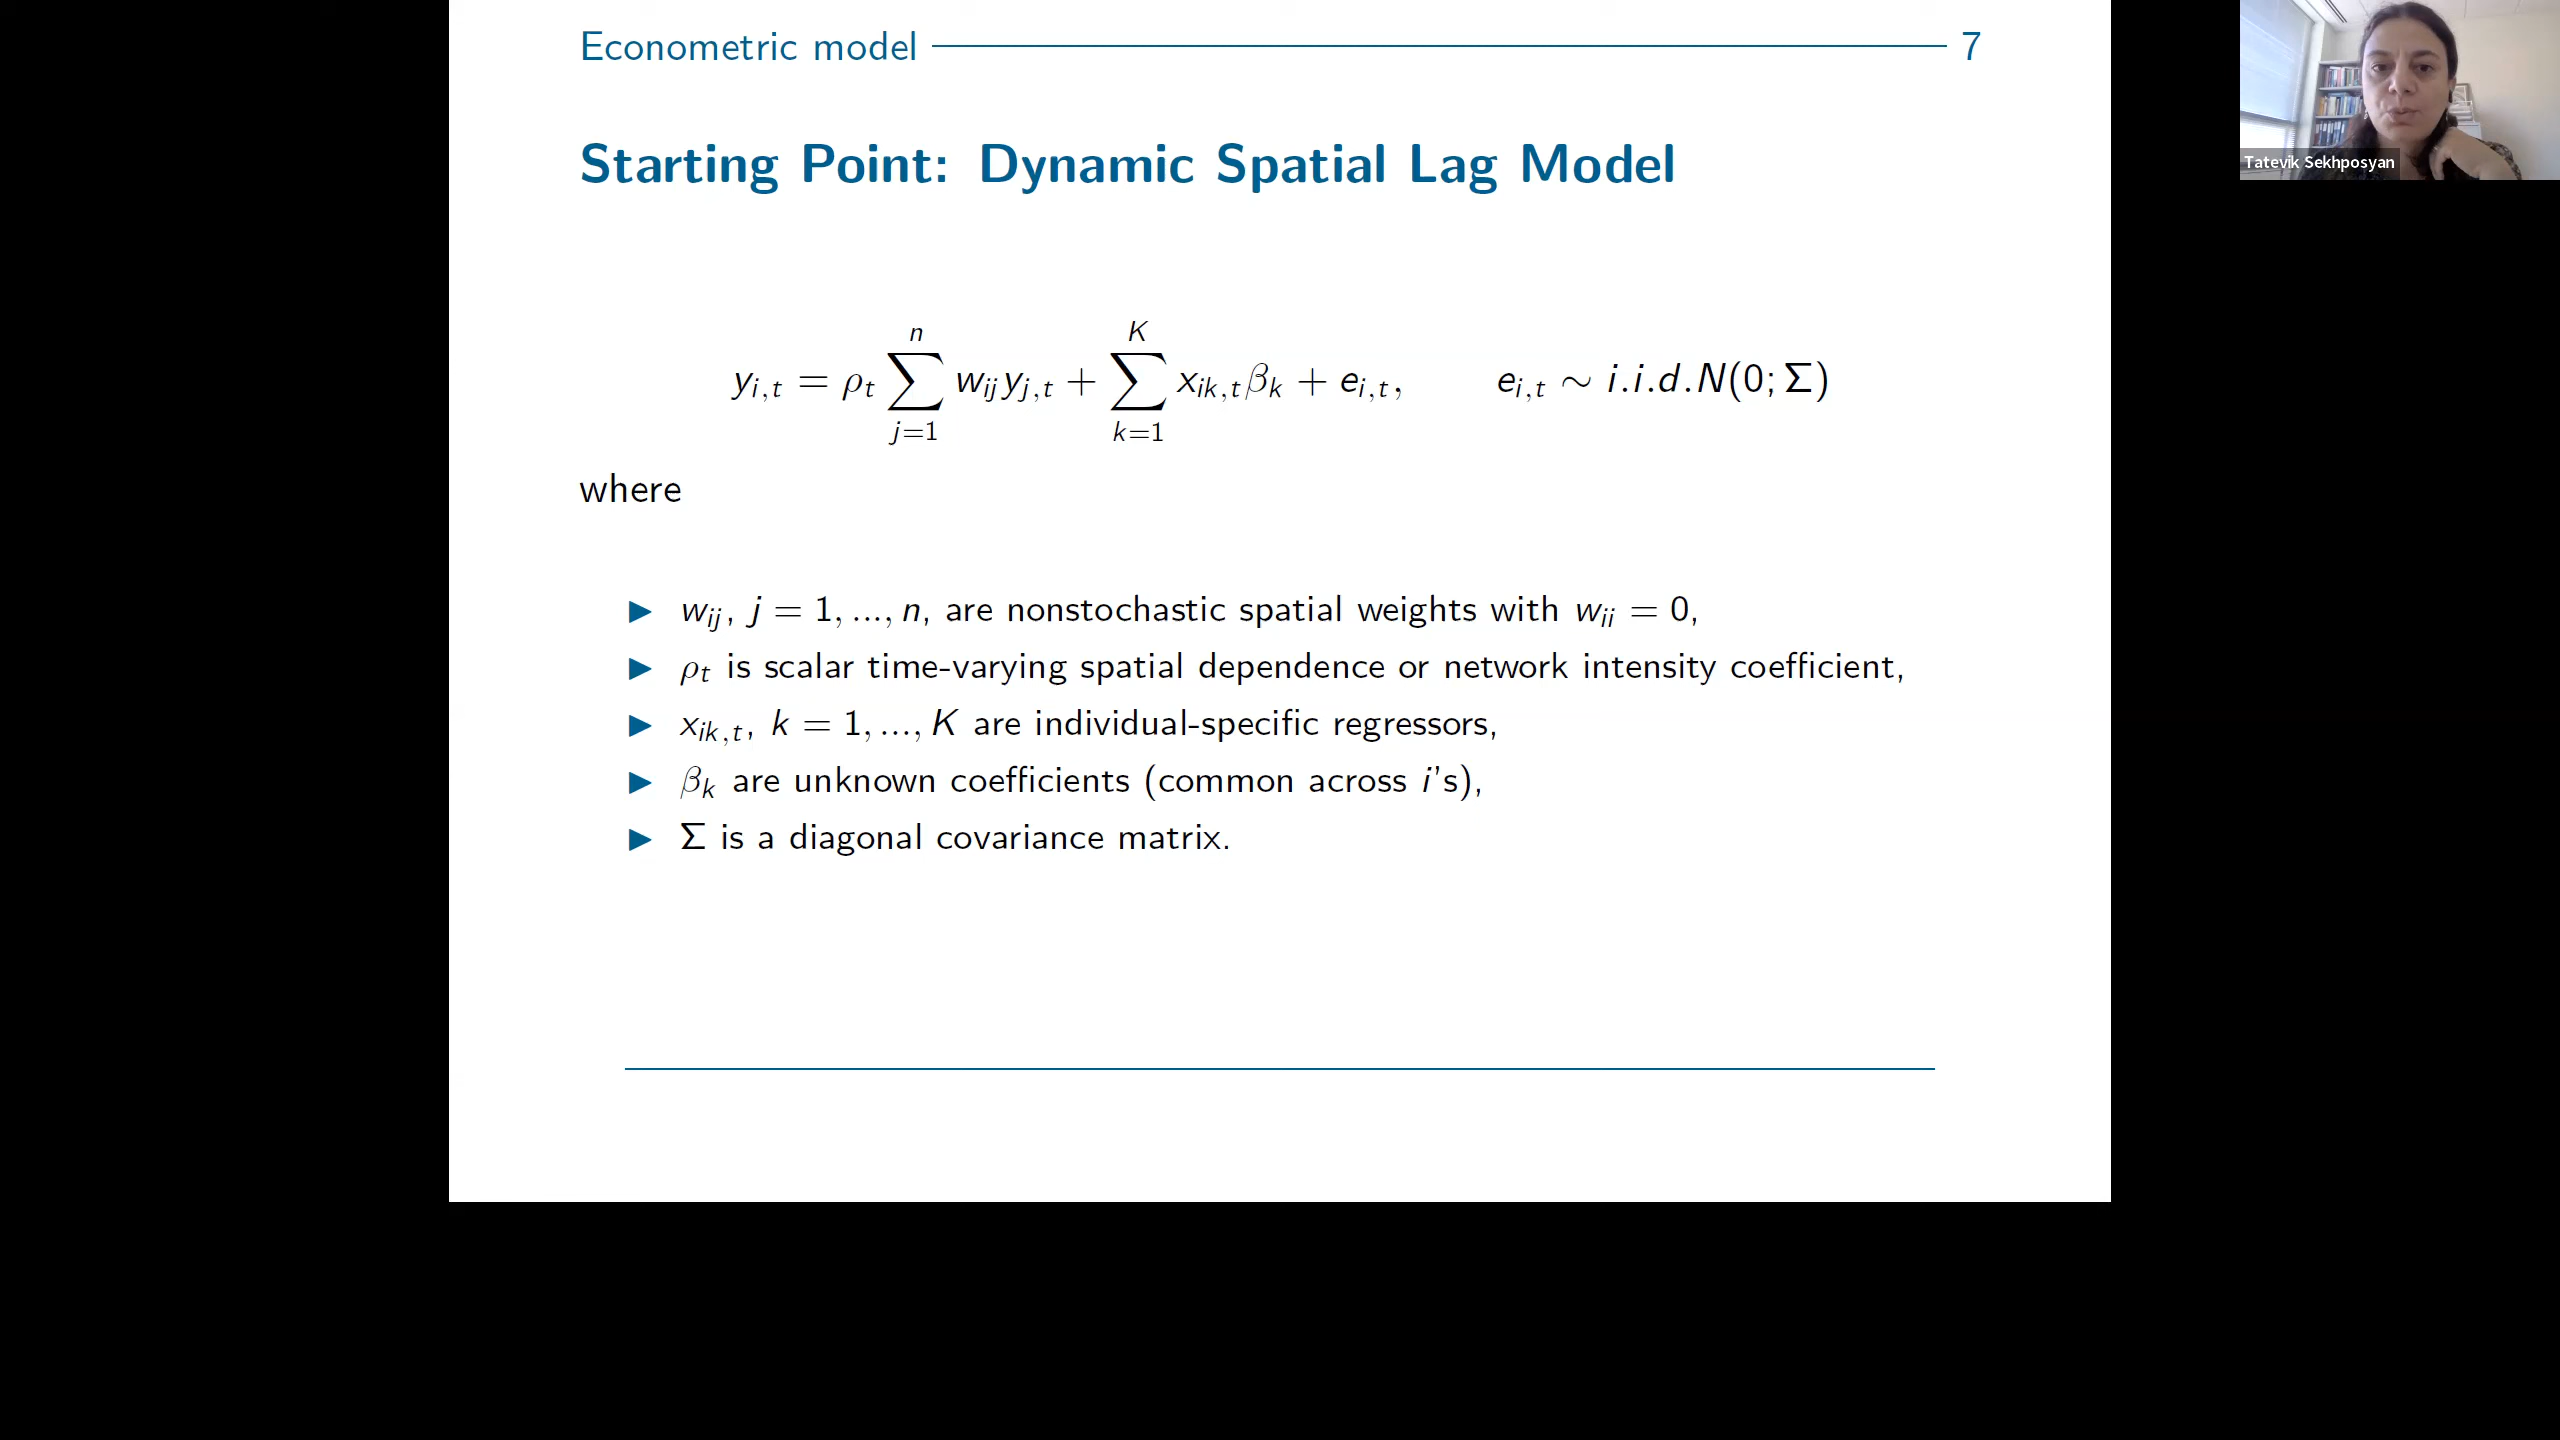 Econometric model 7
Tatevik Sekhposyan
Starting Point: Dynamic Spatial Lag Model
y_{i,t} = ρ_t \sum_{j=1}^{n} w_{ij} y_{j,t} + \sum_{k=1}^{K} x_{ik,t} β_k + e_{i,t}, e_{i,t} ∼ i.i.d.N(0; Σ)
where
▶ w_{ij}, j = 1, ..., n, are nonstochastic spatial weights with w_{ii} = 0,
▶ ρ_t is scalar time-varying spatial dependence or network intensity coefficient,
▶ x_{ik,t}, k = 1, ..., K are individual-specific regressors,
▶ β_k are unknown coefficients (common across i's),
▶ Σ is a diagonal covariance matrix.